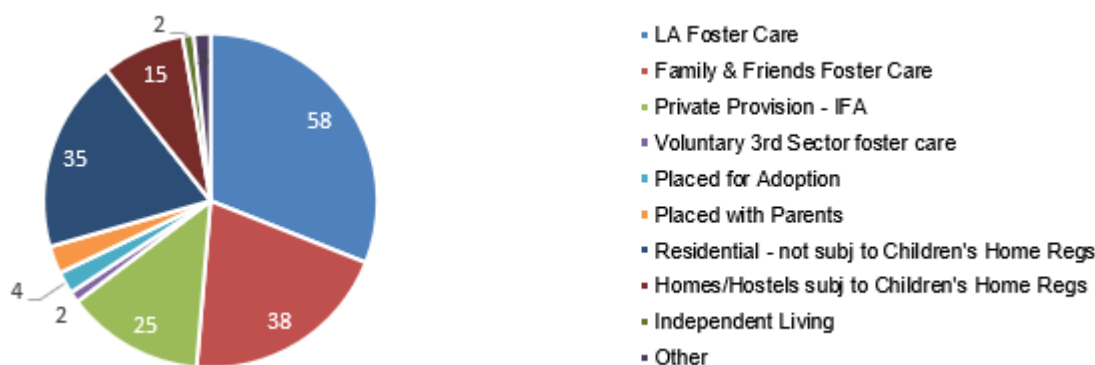 2
15
58
35
4
2
25
38
LA Foster Care
Family & Friends Foster Care
Private Provision - IFA
Voluntary 3rd Sector foster care
Placed for Adoption
Placed with Parents
Residential - not subj to Children's Home Regs
Homes/Hostels subj to Children's Home Regs
Independent Living
Other